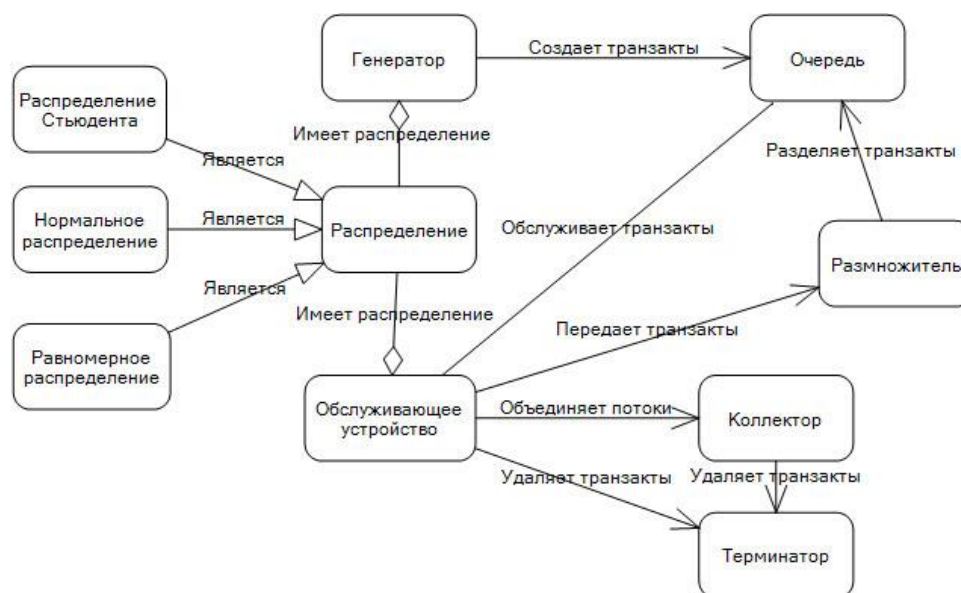 Генератор
Создает транзакты
Очередь
Распределение
Стьюдента
Имеет распределение
Является
Разделяет транзакты
Нормальное
распределение
Является
Распределение
Обслуживает транзакты
Размножитель
Является
Имеет распределение
Передает транзакты
Равномерное
распределение
Обслуживающее
устройство
Объединяет потоки
Коллектор
Удаляет транзакты
Удаляет транзакты
Терминатор